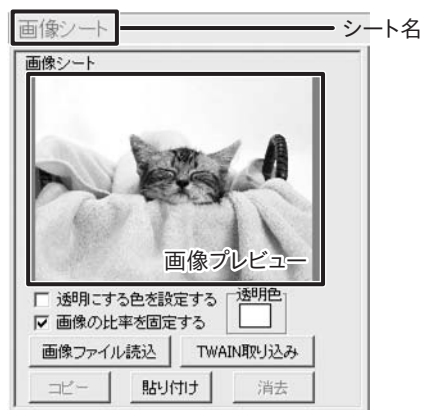 画像シート シート名
画像シート
画像プレビュー
透明にする色を設定する 透明色
画像の比率を固定する
画像ファイル読込 TWAIN取り込み
コピー 貼り付け 消去